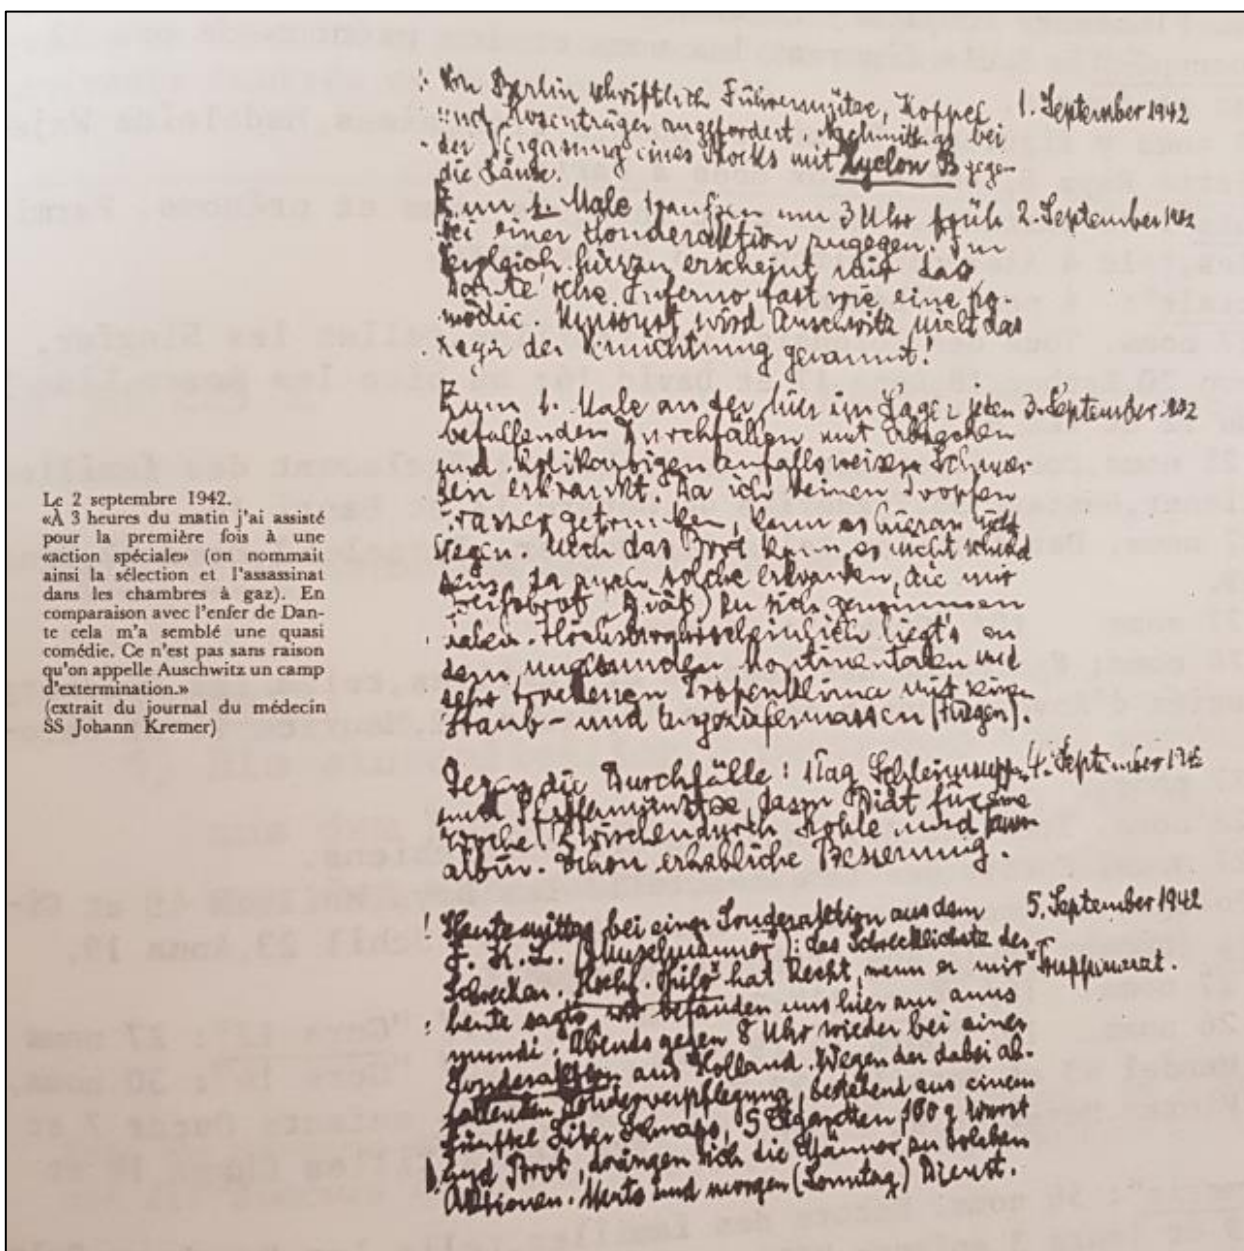 Le 2 septembre 1942.
«À 3 heures du matin j'ai assisté
pour la première fois à une
«action spéciale» (on nommait
ainsi la sélection et l'assassinat
dans les chambres à gaz). En
comparaison avec l'enfer de Dan-
te cela m'a semblé une quasi
comédie. Ce n'est pas sans raison
qu'on appelle Auschwitz un camp
d'extermination.»
(extrait du journal du médecin
SS Johann Kremer)
Von Berlin schriftlich Führermütze, Koppel 1. September 1942
und Hosenträger angefordert. Nachmittags bei
der Vergasung eines Blocks mit Zyclon B gegen
die Läuse.
Zum 1. Male draußen um 3 Uhr früh 2. September 1942
bei einer Sonderaktion zugegen. Im
Vergleich hierzu erscheint mir das
Dante'sche Inferno fast wie eine Ko-
mödie. Umsonst wird Auschwitz nicht das
Lager der Vernichtung genannt!
Zum 1. Male an der hier im Lager jeden 3. September 1942
befallenden Durchfällen mit Erbrechen
und kolikartigen anfallsweisen Schmer-
zen erkrankt. Da ich keinen Tropfen
Wasser getrunken, kann es hieran nicht
liegen. Auch das Brot kann es nicht schuld
sein, da auch solche erkranken, die nur
Weißbrot (Diät) zu sich genommen
haben. Höchstwahrscheinlich liegt's an
dem ungesunden kontinentalen und
sehr trockenen Tropenklima mit seinen
Staub- und Ungeziefermassen (Fliegen).
Gegen die Durchfälle: 1 Tag Schleimsuppen 4. September 1942
und Pfefferminztee, dann Diät für eine
Woche. Zwischendurch Kohle und Tann-
albin. Schon erhebliche Besserung.
Heute mittag bei einer Sonderaktion aus dem 5. September 1942
F.K.L. (Muselmänner): das Schrecklichste der
Schrecken. Hschf. Thilo hat Recht, wenn er mir Truppenarzt.
heute sagte, wir befänden uns hier am anus
mundi. Abends gegen 8 Uhr wieder bei einer
Sonderaktion aus Holland. Wegen der dabei ab-
fallenden Sonderverpflegung, bestehend aus einem
fünftel Liter Schnaps, 5 Zigaretten, 100 g Wurst
und Brot, drängen sich die Männer zu solchen
Aktionen. Heute und morgen (Sonntag) Dienst.